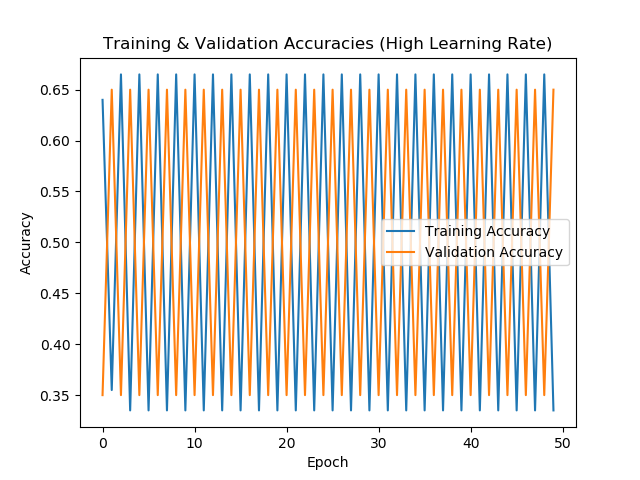 Training & Validation Accuracies (High Learning Rate)
0.65
0.60
0.55
0.50
0.45
0.40
0.35
Accuracy
Training Accuracy
Validation Accuracy
0 10 20 30 40 50
Epoch